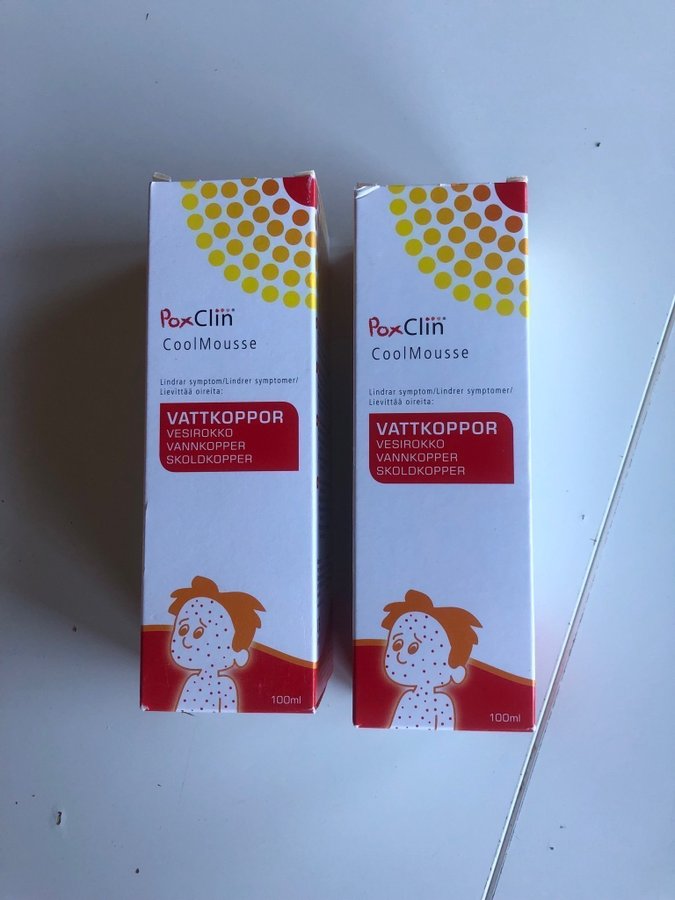 PoxClin
CoolMousse
Lindrar symptom/Lindrer symptomer/
Lievittää oireita:
VATTKOPPOR
VESIROKKO
VANNKOPPER
SKOLDKOPPER
100ml
PoxClin
CoolMousse
Lindrar symptom/Lindrer symptomer/
Lievittää oireita:
VATTKOPPOR
VESIROKKO
VANNKOPPER
SKOLDKOPPER
100ml